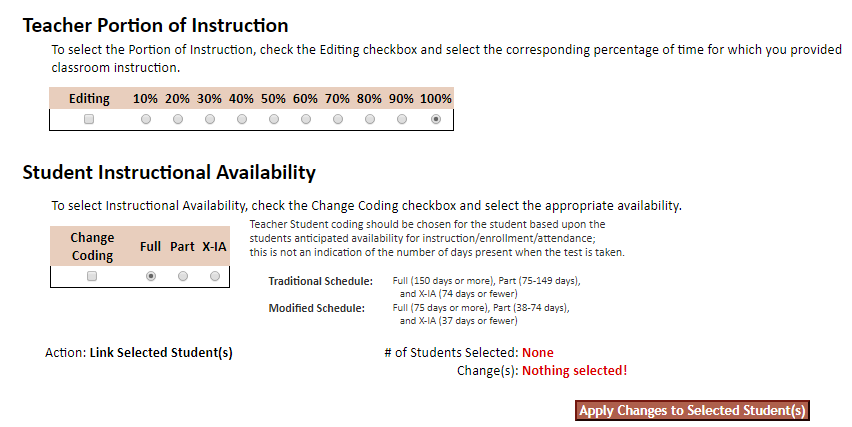 Teacher Portion of Instruction
To select the Portion of Instruction, check the Editing checkbox and select the corresponding percentage of time for which you provided
classroom instruction.
Editing 10% 20% 30% 40% 50% 60% 70% 80% 90% 100%
Student Instructional Availability
To select Instructional Availability, check the Change Coding checkbox and select the appropriate availability.
Teacher Student coding should be chosen for the student based upon the
students anticipated availability for instruction/enrollment/attendance;
this is not an indication of the number of days present when the test is taken.
Change
Coding
Full Part X-IA
Traditional Schedule: Full (150 days or more), Part (75-149 days),
and X-IA (74 days or fewer)
Modified Schedule: Full (75 days or more), Part (38-74 days),
and X-IA (37 days or fewer)
Action: Link Selected Student(s) # of Students Selected: None
Change(s): Nothing selected!
Apply Changes to Selected Student(s)